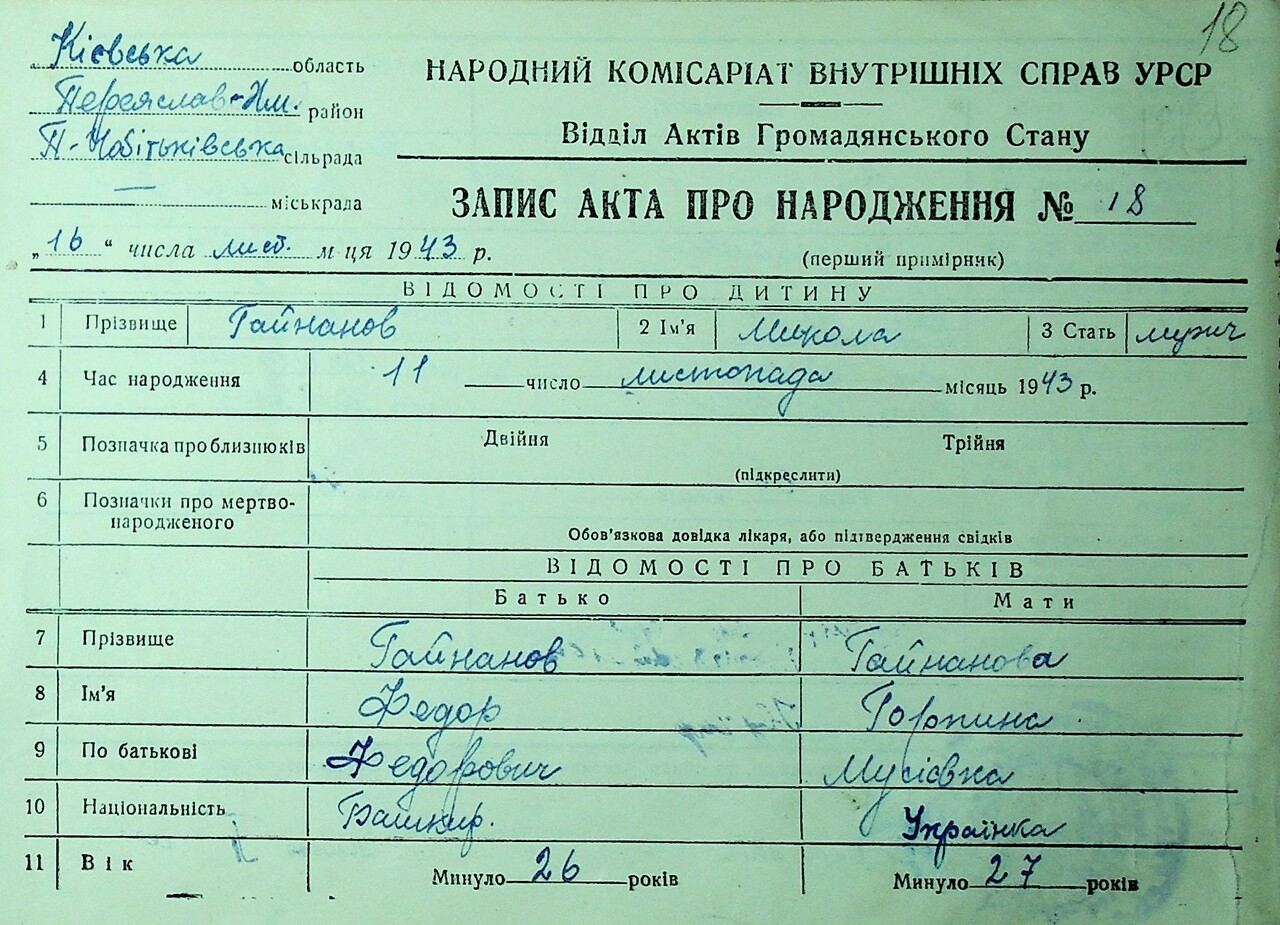 18
Київська область
Переяслав-Хм. район
П-Чобітьківська сільрада
— міськрада
НАРОДНИЙ КОМІСАРІАТ ВНУТРІШНІХ СПРАВ УРСР
Відділ Актів Громадянського Стану
ЗАПИС АКТА ПРО НАРОДЖЕННЯ № 18
„16“ числа лист. м ця 1943 р.
(перший примірник)
ВІДОМОСТІ ПРО ДИТИНУ
1 Прізвище Гайнанов 2 Ім'я Микола 3 Стать мужч
4 Час народження 11 число листопада місяць 1943 р.
5 Позначка про близнюків Двійня Трійня
(підкреслити)
6 Позначки про мертво-
народженого
Обов'язкова довідка лікаря, або підтвердження свідків
ВІДОМОСТІ ПРО БАТЬКІВ
Батько Мати
7 Прізвище Гайнанов Гайнанова
8 Ім'я Федор Горпина
9 По батькові Федорович Мусієвна
10 Національність Башкир. Українка
11 Вік Минуло 26 років Минуло 27 років